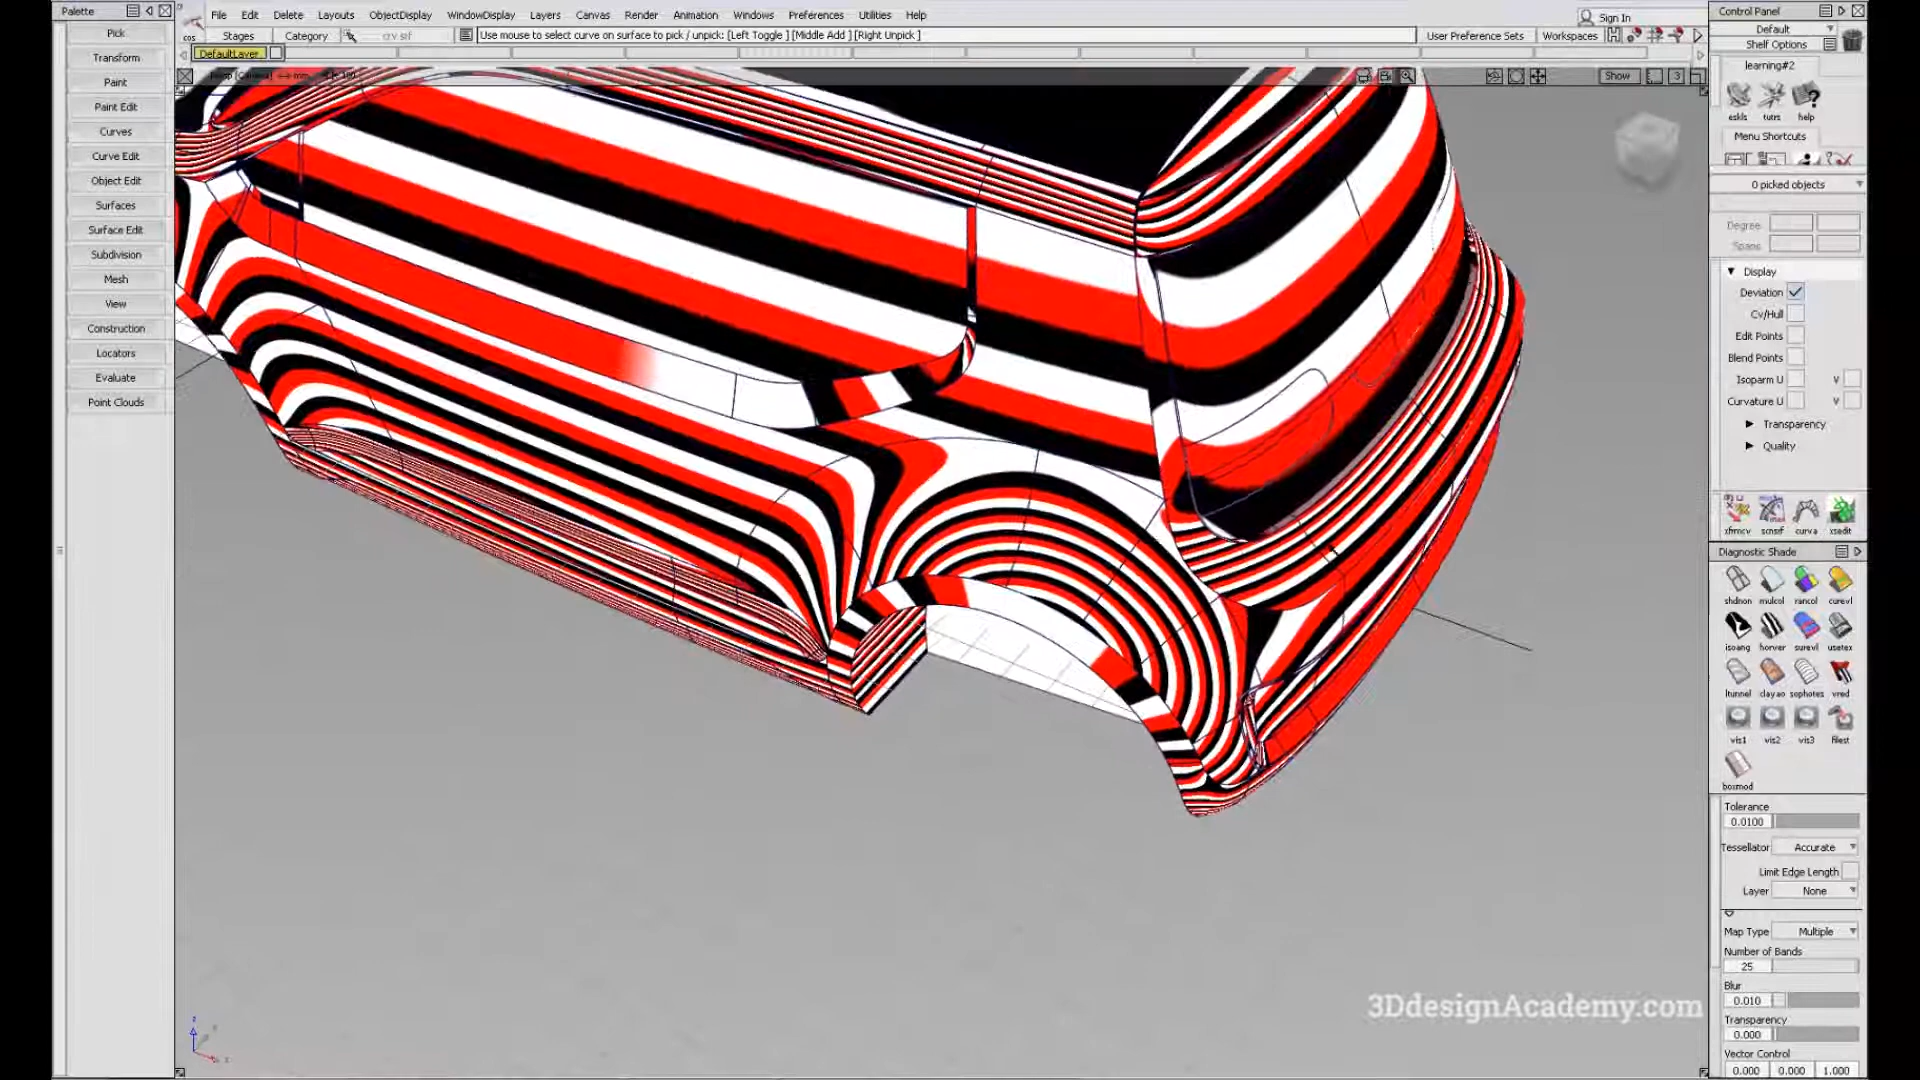 Palette
File Edit Delete Layouts ObjectDisplay WindowDisplay Layers Canvas Render Animation Windows Preferences Utilities Help
Sign In
Control Panel
Pick
Transform
Paint
Paint Edit
Curves
Curve Edit
Object Edit
Surfaces
Surface Edit
Subdivision
Mesh
View
Construction
Locators
Evaluate
Point Clouds
cos
Stages Category crv srf
Use mouse to select curve on surface to pick / unpick: [Left Toggle ] [Middle Add ] [Right Unpick ]
User Preference Sets Workspaces
DefaultLayer
Show
3
Default
Shelf Options
learning#2
eskls tutrs help
Menu Shortcuts
0 picked objects
Degree
Spans
Display
Deviation
Cv/Hull
Edit Points
Blend Points
Isoparm U V
Curvature U V
Transparency
Quality
xfrmcv scnsrf curva xsedit
Diagnostic Shade
shdnon mulcol rancol curevl
isoang horver surevl usetex
ltunnel clayao sophotes vred
vis1 vis2 vis3 filest
boxmod
Tolerance
0.0100
Tessellator Accurate
Limit Edge Length
Layer None
Map Type Multiple
Number of Bands
25
Blur
0.010
Transparency
0.000
Vector Control
0.000 0.000 1.000
3DdesignAcademy.com